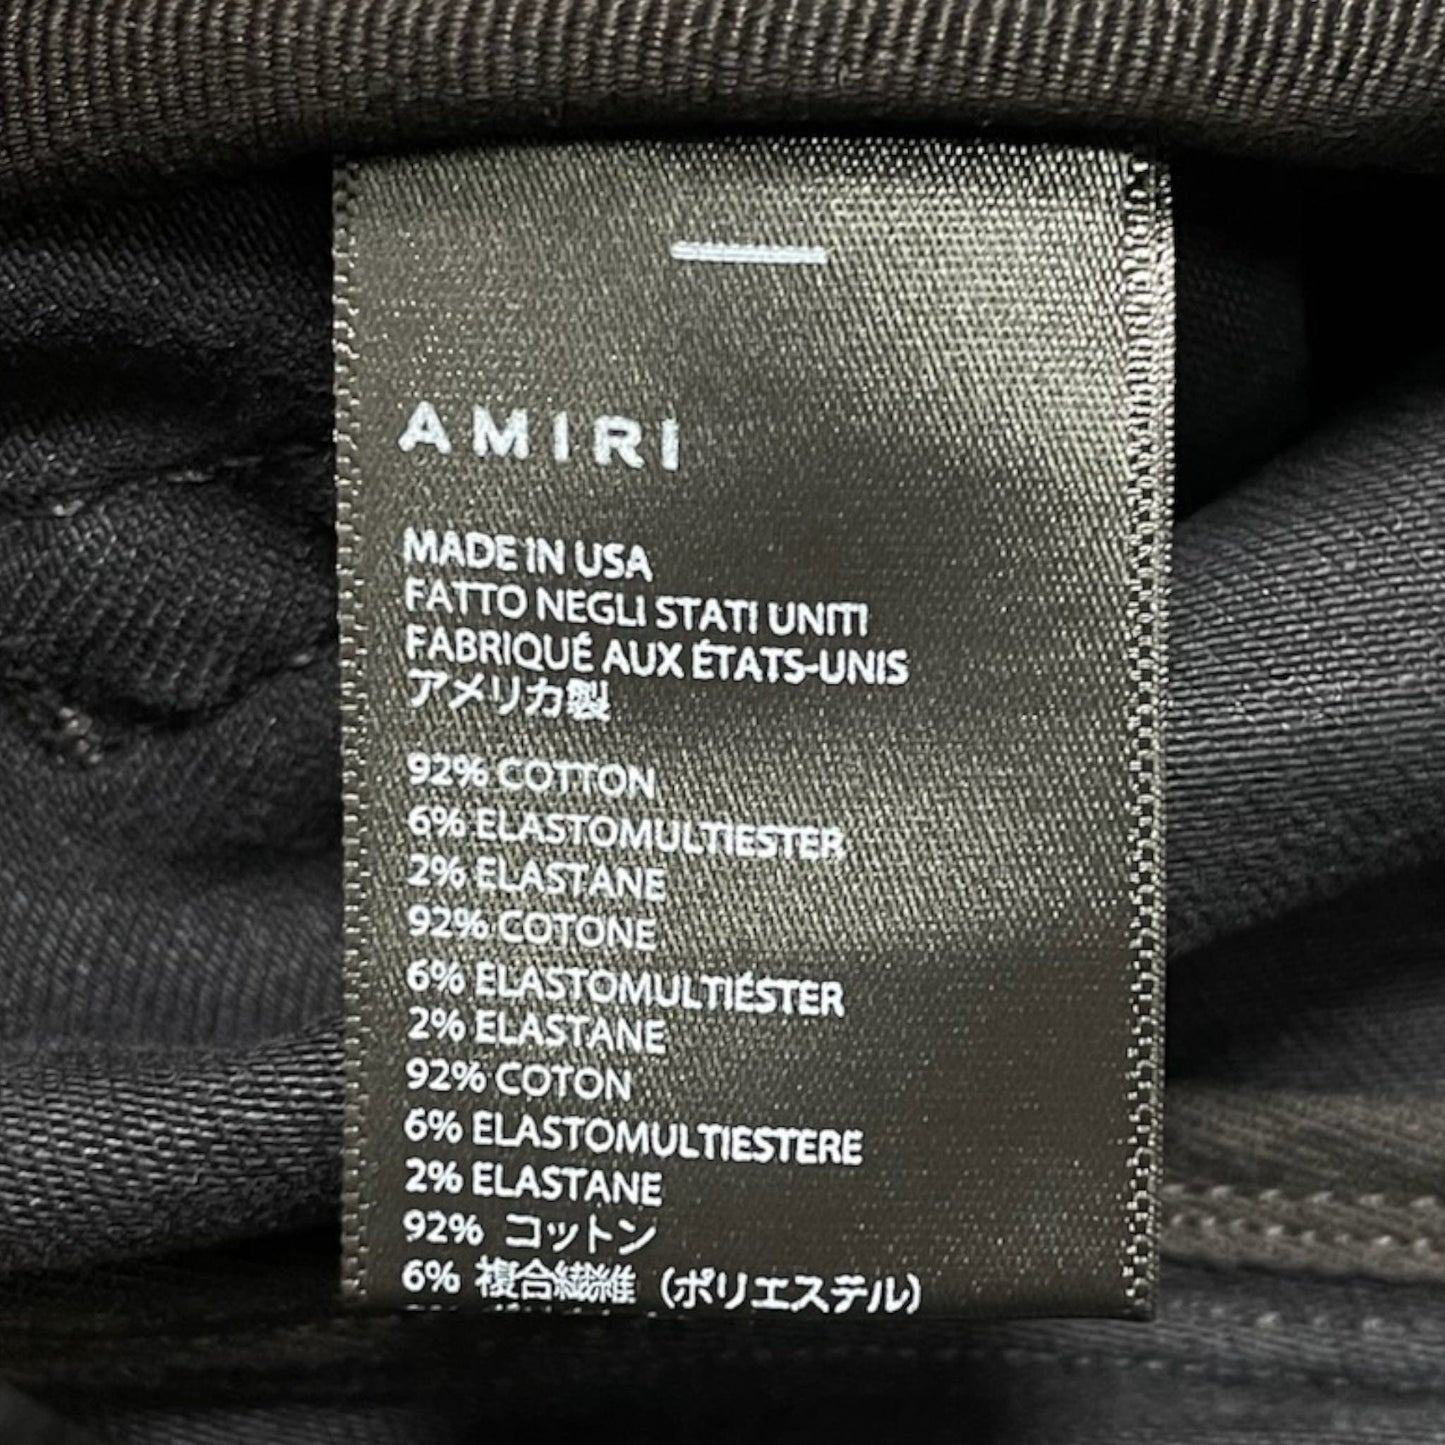 AMIRI
MADE IN USA
FATTO NEGLI STATI UNITI
FABRIQUÉ AUX ÉTATS-UNIS
アメリカ製
92% COTTON
6% ELASTOMULTIESTER
2% ELASTANE
92% COTONE
6% ELASTOMULTIÉSTER
2% ELASTANE
92% COTON
6% ELASTOMULTIESTERE
2% ELASTANE
92% コットン
6% 複合繊維（ポリエステル）